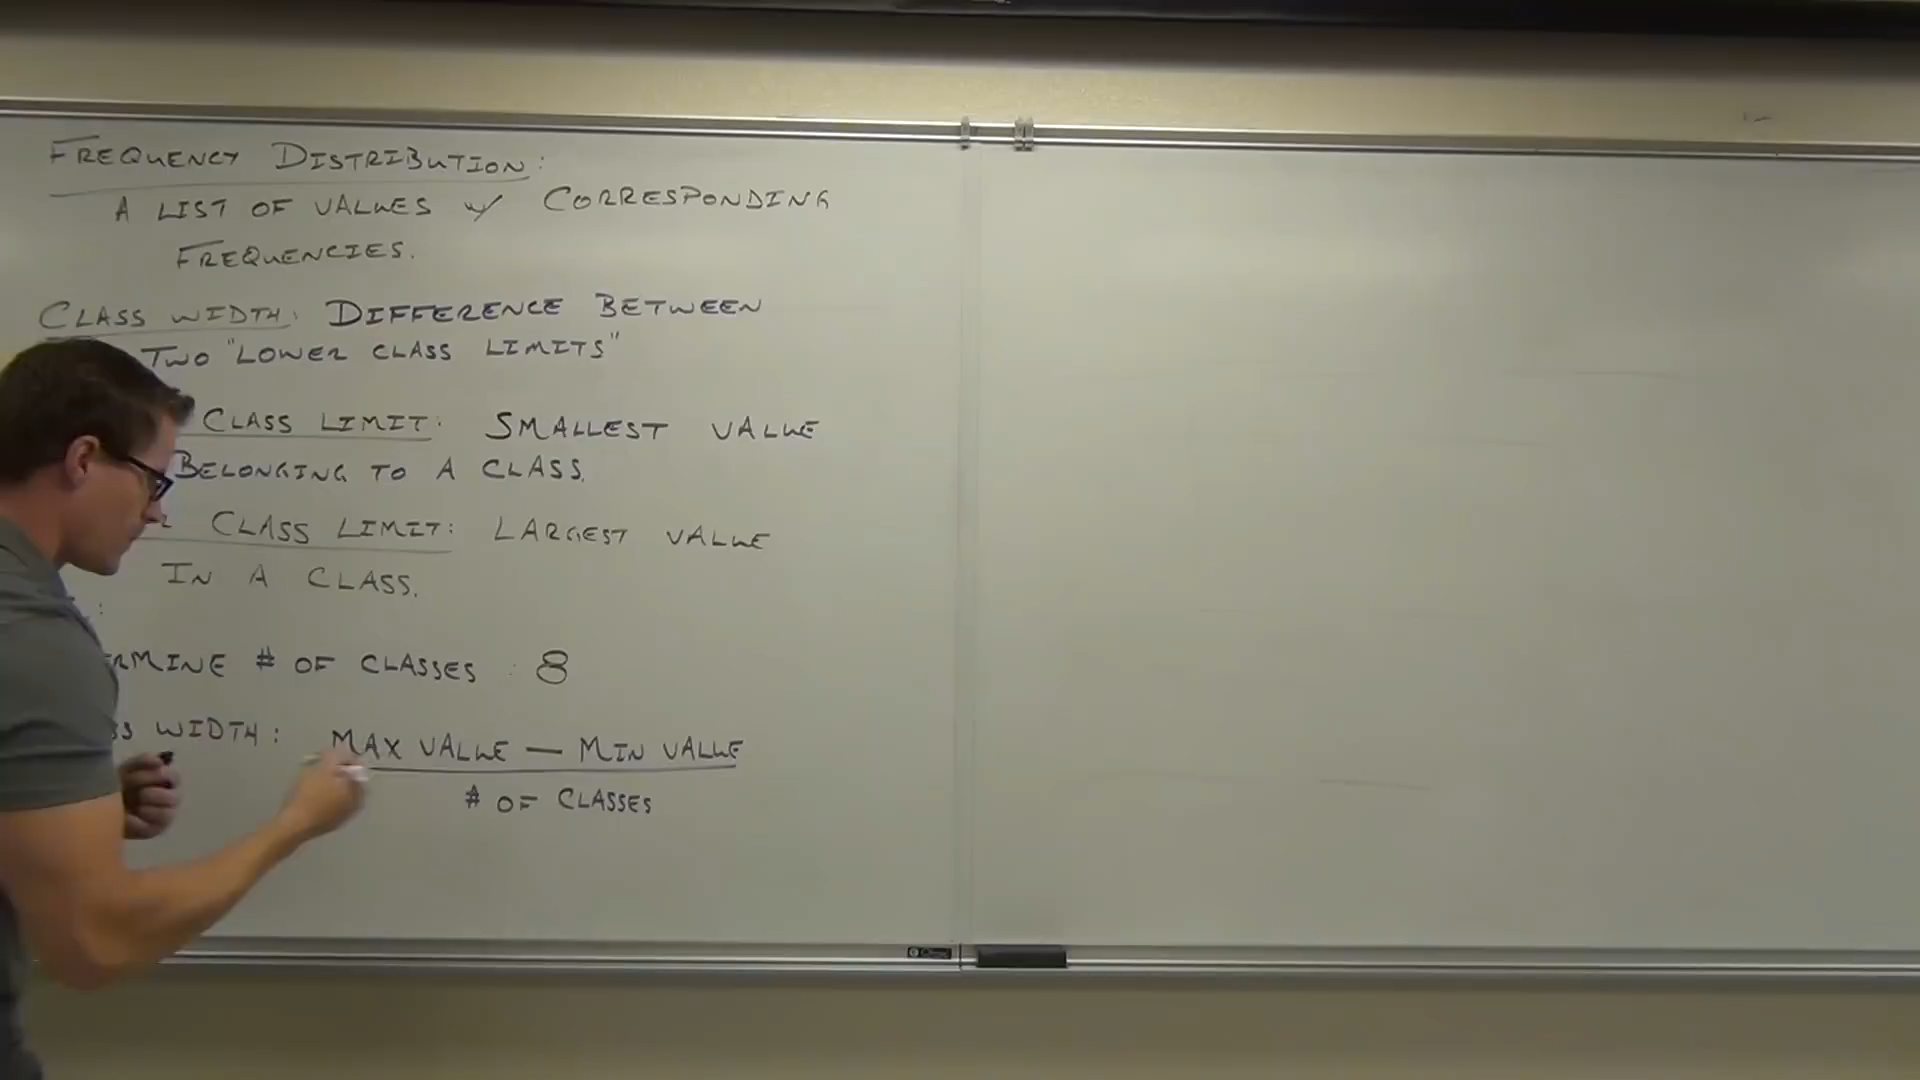 FREQUENCY DISTRIBUTION:
A LIST OF VALUES w/ CORRESPONDING
FREQUENCIES.
CLASS WIDTH: DIFFERENCE BETWEEN
TWO "LOWER CLASS LIMITS"
CLASS LIMIT: SMALLEST VALUE
BELONGING TO A CLASS.
R CLASS LIMIT: LARGEST VALUE
IN A CLASS.
:
ERMINE # OF CLASSES : 8
SS WIDTH: MAX VALUE — MIN VALUE
# OF CLASSES